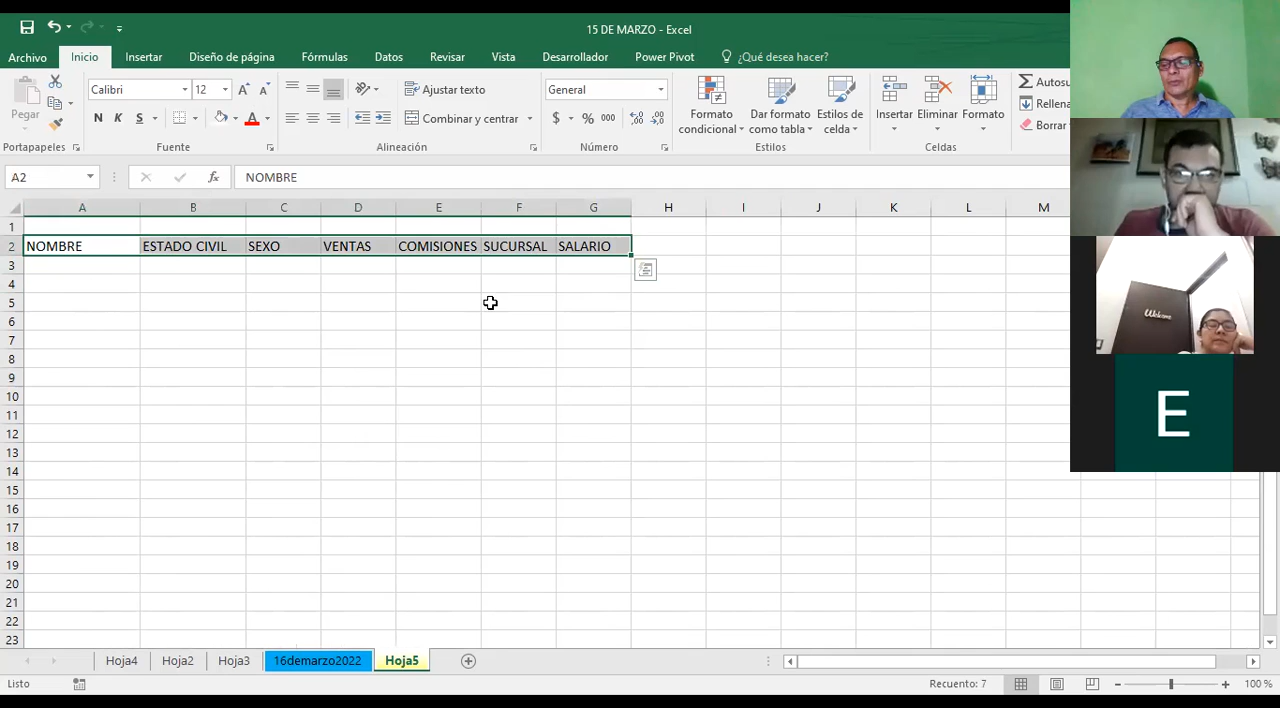 15 DE MARZO - Excel
Archivo Inicio Insertar Diseño de página Fórmulas Datos Revisar Vista Desarrollador Power Pivot ¿Qué desea hacer?
Pegar
Calibri 12
N K S
Ajustar texto
Combinar y centrar
General
$ % 000
Formato condicional
Dar formato como tabla
Estilos de celda
Insertar
Eliminar
Formato
Autosu
Rellena
Borrar
Portapapeles Fuente Alineación Número Estilos Celdas
A2 fx NOMBRE
A B C D E F G H I J K L M
1
2 NOMBRE ESTADO CIVIL SEXO VENTAS COMISIONES SUCURSAL SALARIO
3
4
5
6
7
8
9
10
11
12
13
14
15
16
17
18
19
20
21
22
23
Welcome
E
Hoja4 Hoja2 Hoja3 16demarzo2022 Hoja5
Listo Recuento: 7 100 %